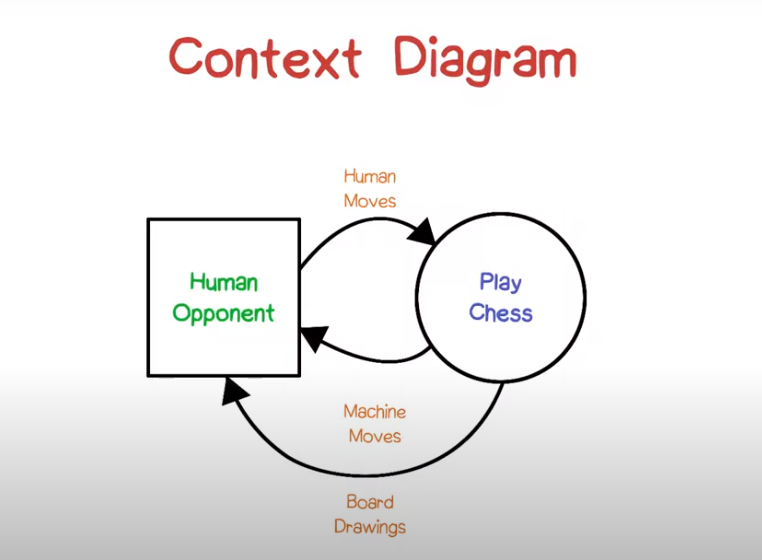 Context Diagram
Human
Moves
Human
Opponent
Play
Chess
Machine
Moves
Board
Drawings